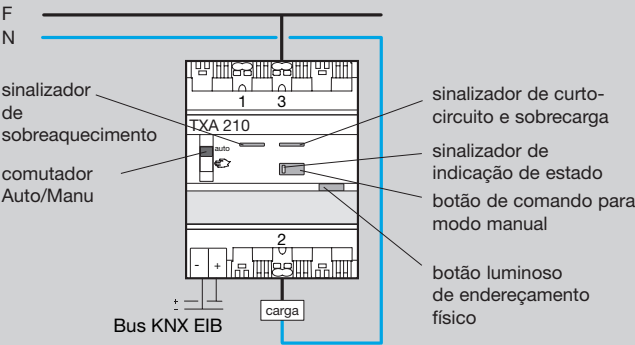 F
N
sinalizador
de
sobreaquecimento
comutador
Auto/Manu
1 3
TXA 210
auto
2
- +
+
-
Bus KNX EIB
carga
sinalizador de curto-
circuito e sobrecarga
sinalizador de
indicação de estado
botão de comando para
modo manual
botão luminoso
de endereçamento
físico